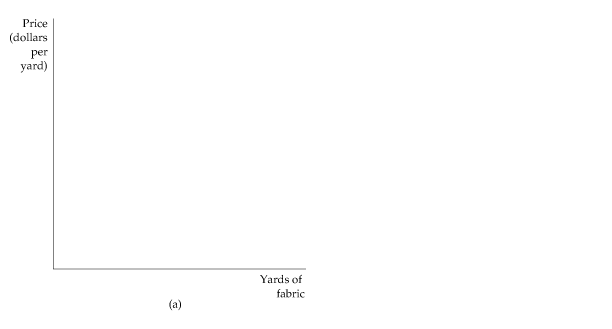 Price
(dollars
per
yard)
Yards of
fabric
(a)